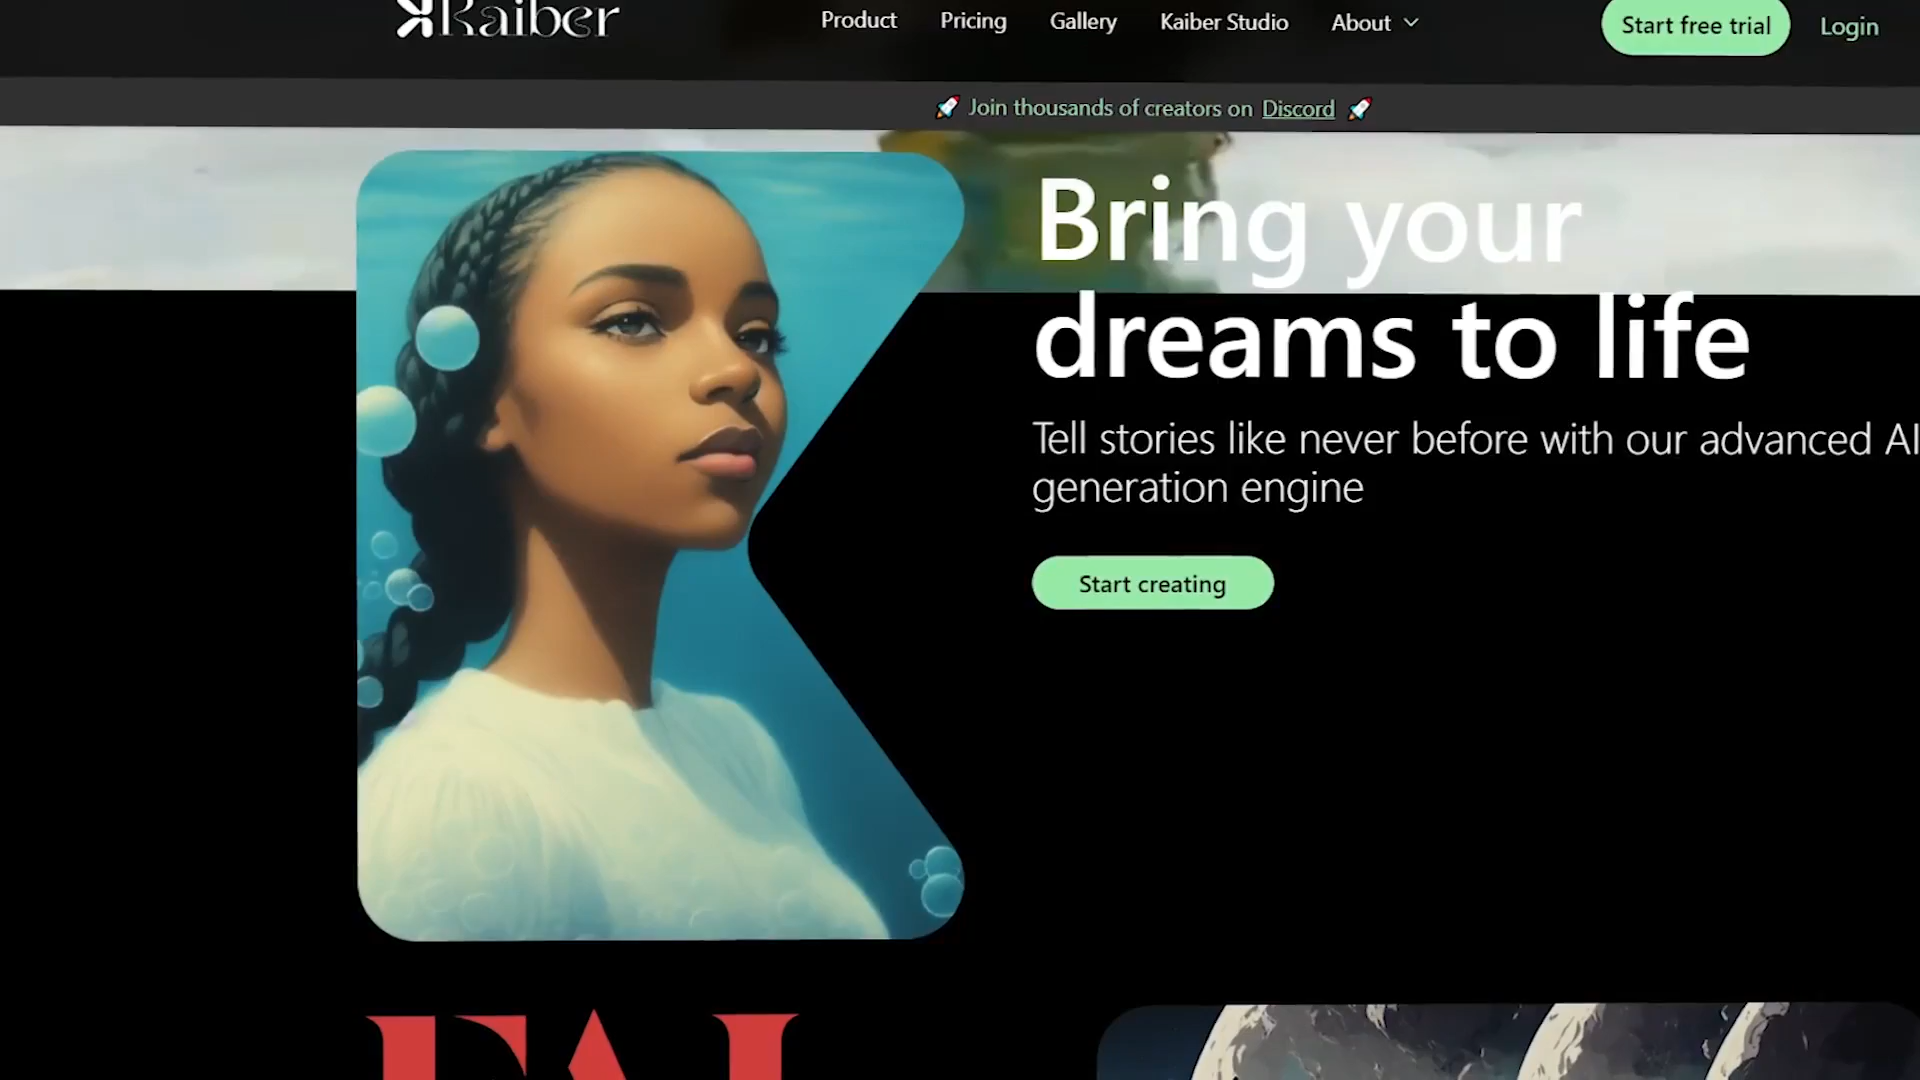 Kaiber
Product Pricing Gallery Kaiber Studio About Start free trial Login
🚀 Join thousands of creators on Discord 🚀
Bring your
dreams to life
Tell stories like never before with our advanced AI
generation engine
Start creating